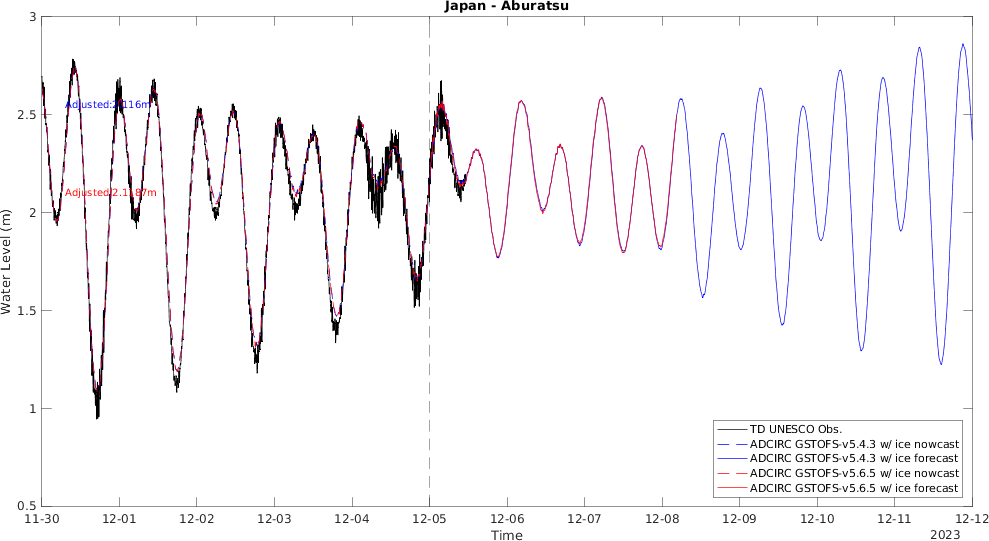 Japan - Aburatsu
3
2.5
2
1.5
1
0.5
Water Level (m)
Adjusted:2.116m
Adjusted:2.1187m
TD UNESCO Obs.
ADCIRC GSTOFS-v5.4.3 w/ ice nowcast
ADCIRC GSTOFS-v5.4.3 w/ ice forecast
ADCIRC GSTOFS-v5.6.5 w/ ice nowcast
ADCIRC GSTOFS-v5.6.5 w/ ice forecast
11-30 12-01 12-02 12-03 12-04 12-05 12-06 12-07 12-08 12-09 12-10 12-11 12-12
Time
2023